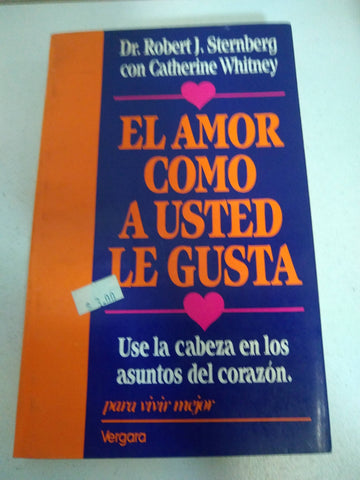 Dr. Robert J. Sternberg
con Catherine Whitney
EL AMOR
COMO
A USTED
LE GUSTA
Use la cabeza en los
asuntos del corazón.
para vivir mejor
Vergara